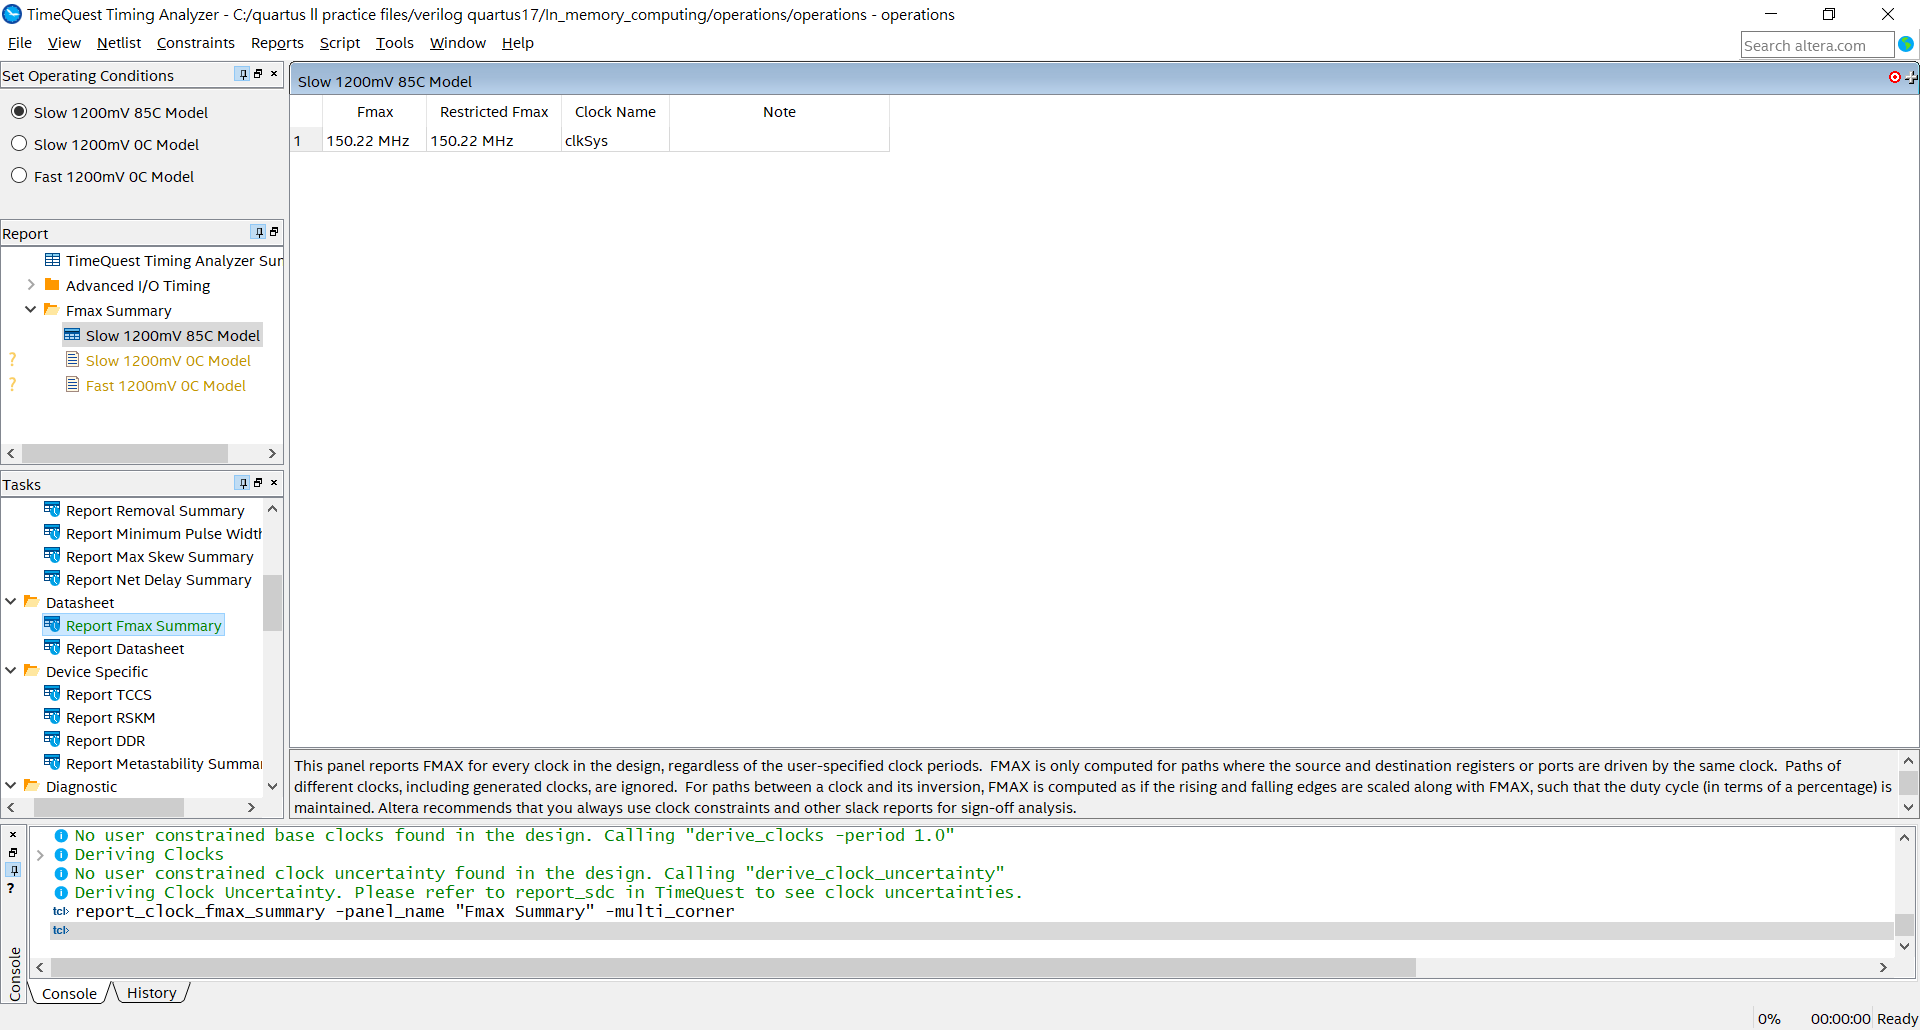 TimeQuest Timing Analyzer - C:/quartus ll practice files/verilog quartus17/In_memory_computing/operations/operations - operations
File View Netlist Constraints Reports Script Tools Window Help
Search altera.com
Set Operating Conditions
Slow 1200mV 85C Model
Slow 1200mV 0C Model
Fast 1200mV 0C Model
Report
TimeQuest Timing Analyzer Sur
Advanced I/O Timing
Fmax Summary
Slow 1200mV 85C Model
? Slow 1200mV 0C Model
? Fast 1200mV 0C Model
Tasks
Report Removal Summary
Report Minimum Pulse Width
Report Max Skew Summary
Report Net Delay Summary
Datasheet
Report Fmax Summary
Report Datasheet
Device Specific
Report TCCS
Report RSKM
Report DDR
Report Metastability Summar
Diagnostic
Slow 1200mV 85C Model
Fmax Restricted Fmax Clock Name Note
1 150.22 MHz 150.22 MHz clkSys
This panel reports FMAX for every clock in the design, regardless of the user-specified clock periods.  FMAX is only computed for paths where the source and destination registers or ports are driven by the same clock.  Paths of
different clocks, including generated clocks, are ignored.  For paths between a clock and its inversion, FMAX is computed as if the rising and falling edges are scaled along with FMAX, such that the duty cycle (in terms of a percentage) is
maintained. Altera recommends that you always use clock constraints and other slack reports for sign-off analysis.
No user constrained base clocks found in the design. Calling "derive_clocks -period 1.0"
Deriving Clocks
No user constrained clock uncertainty found in the design. Calling "derive_clock_uncertainty"
Deriving Clock Uncertainty. Please refer to report_sdc in TimeQuest to see clock uncertainties.
tcl> report_clock_fmax_summary -panel_name "Fmax Summary" -multi_corner
tcl>
?
Console
Console History
0% 00:00:00 Ready